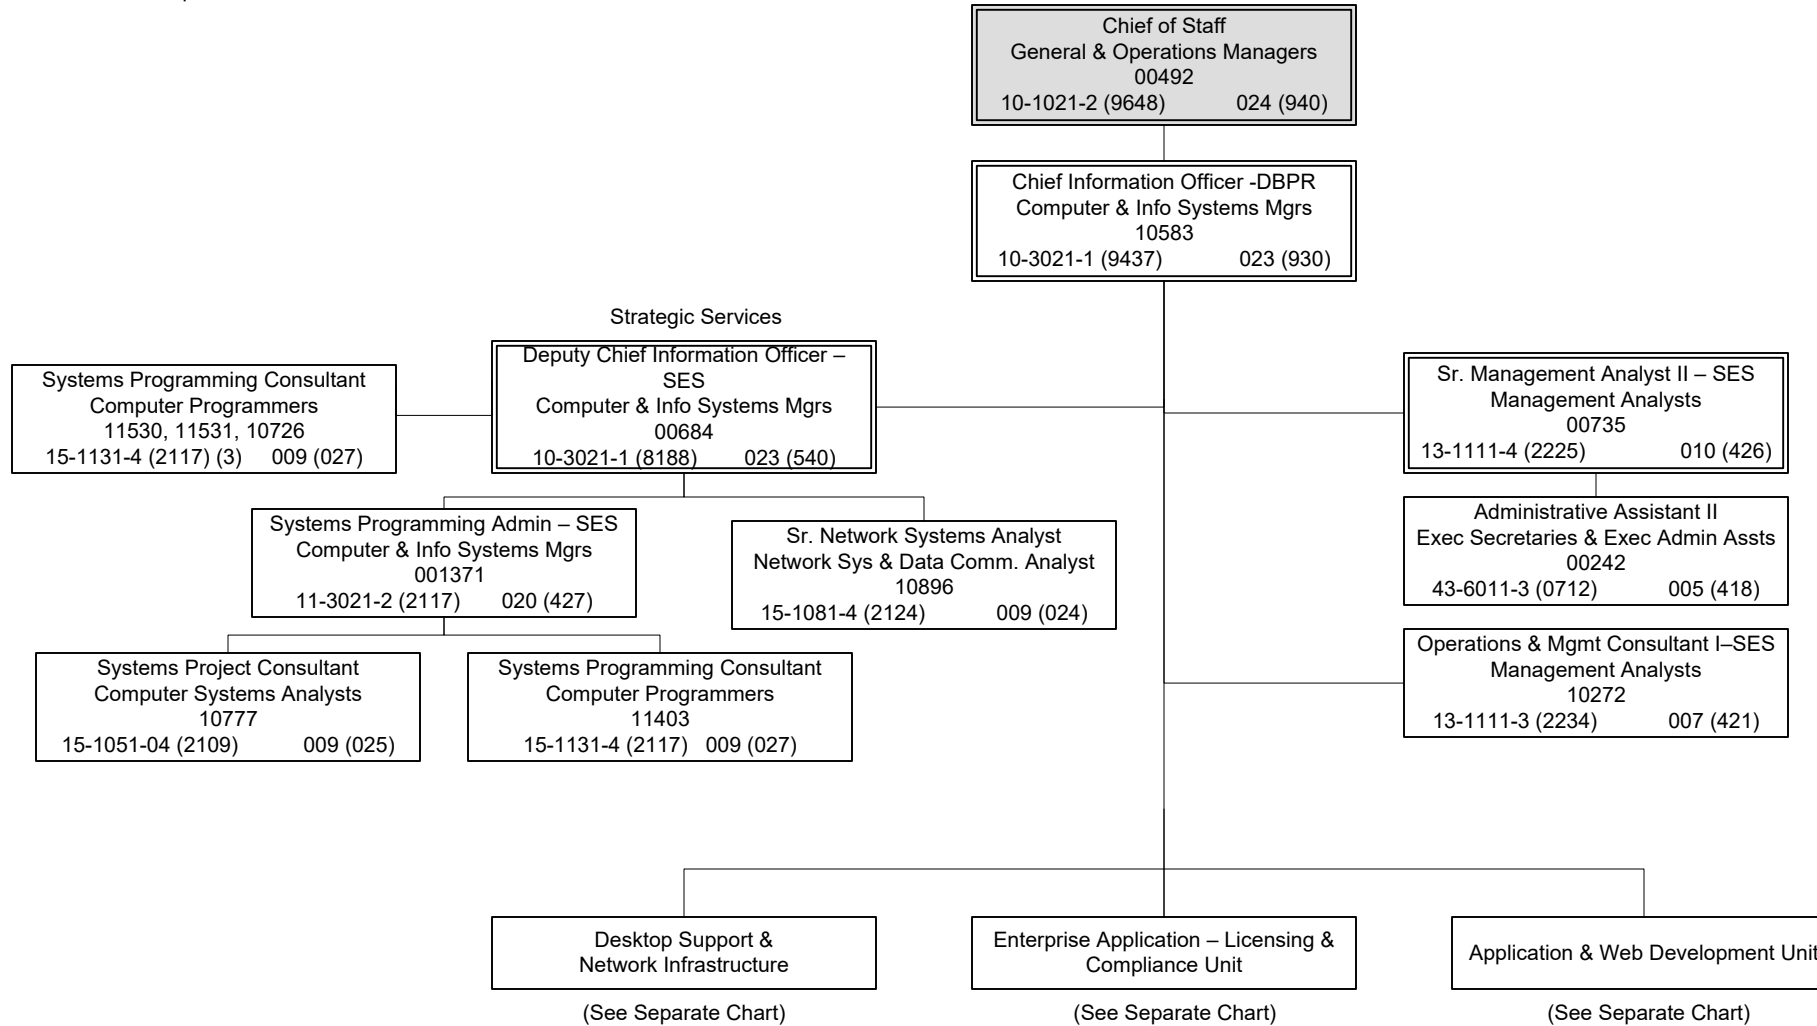 Chief of Staff
General & Operations Managers
00492
10-1021-2 (9648) 024 (940)
Chief Information Officer -DBPR
Computer & Info Systems Mgrs
10583
10-3021-1 (9437) 023 (930)
Strategic Services
Deputy Chief Information Officer –
SES
Computer & Info Systems Mgrs
00684
10-3021-1 (8188) 023 (540)
Systems Programming Consultant
Computer Programmers
11530, 11531, 10726
15-1131-4 (2117) (3) 009 (027)
Sr. Management Analyst II – SES
Management Analysts
00735
13-1111-4 (2225) 010 (426)
Systems Programming Admin – SES
Computer & Info Systems Mgrs
001371
11-3021-2 (2117) 020 (427)
Sr. Network Systems Analyst
Network Sys & Data Comm. Analyst
10896
15-1081-4 (2124) 009 (024)
Administrative Assistant II
Exec Secretaries & Exec Admin Assts
00242
43-6011-3 (0712) 005 (418)
Systems Project Consultant
Computer Systems Analysts
10777
15-1051-04 (2109) 009 (025)
Systems Programming Consultant
Computer Programmers
11403
15-1131-4 (2117) 009 (027)
Operations & Mgmt Consultant I–SES
Management Analysts
10272
13-1111-3 (2234) 007 (421)
Desktop Support &
Network Infrastructure
(See Separate Chart)
Enterprise Application – Licensing &
Compliance Unit
(See Separate Chart)
Application & Web Development Unit
(See Separate Chart)